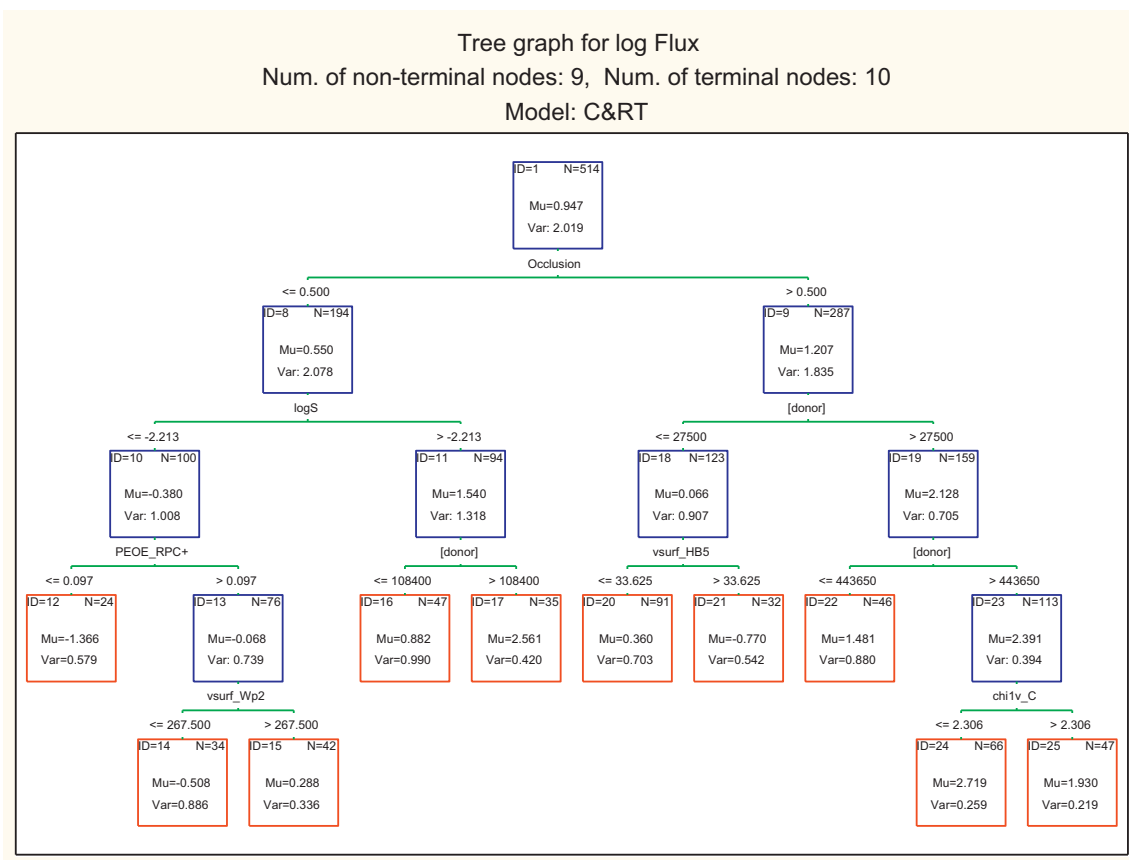 Tree graph for log Flux
Num. of non-terminal nodes: 9, Num. of terminal nodes: 10
Model: C&RT
ID=1 N=514
Mu=0.947
Var: 2.019
Occlusion
<= 0.500 > 0.500
ID=8 N=194 ID=9 N=287
Mu=0.550 Mu=1.207
Var: 2.078 Var: 1.835
logS [donor]
<= -2.213 > -2.213 <= 27500 > 27500
ID=10 N=100 ID=11 N=94 ID=18 N=123 ID=19 N=159
Mu=-0.380 Mu=1.540 Mu=0.066 Mu=2.128
Var: 1.008 Var: 1.318 Var: 0.907 Var: 0.705
PEOE_RPC+ [donor] vsurf_HB5 [donor]
<= 0.097 > 0.097 <= 108400 > 108400 <= 33.625 > 33.625 <= 443650 > 443650
ID=12 N=24 ID=13 N=76 ID=16 N=47 ID=17 N=35 ID=20 N=91 ID=21 N=32 ID=22 N=46 ID=23 N=113
Mu=-1.366 Mu=-0.068 Mu=0.882 Mu=2.561 Mu=0.360 Mu=-0.770 Mu=1.481 Mu=2.391
Var=0.579 Var: 0.739 Var=0.990 Var=0.420 Var=0.703 Var=0.542 Var=0.880 Var: 0.394
vsurf_Wp2 chi1v_C
<= 267.500 > 267.500 <= 2.306 > 2.306
ID=14 N=34 ID=15 N=42 ID=24 N=66 ID=25 N=47
Mu=-0.508 Mu=0.288 Mu=2.719 Mu=1.930
Var=0.886 Var=0.336 Var=0.259 Var=0.219